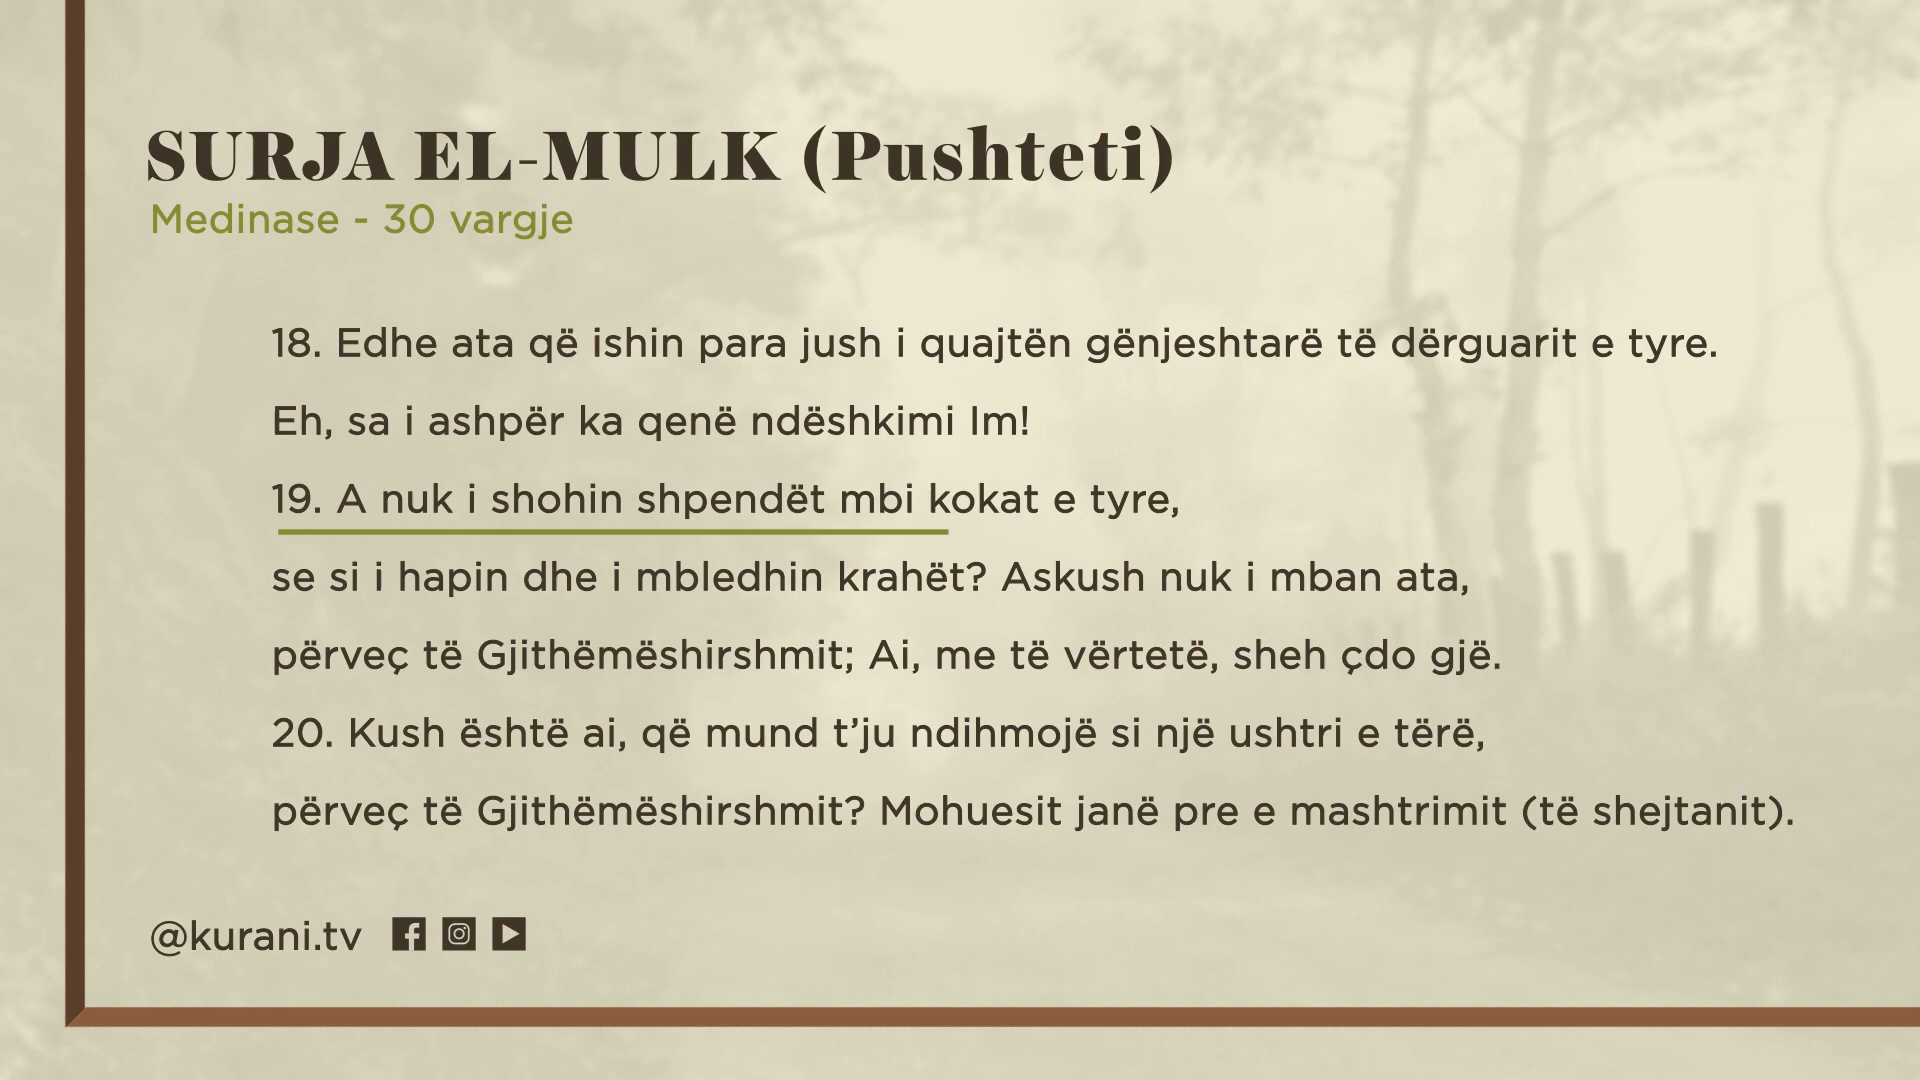 SURJA EL-MULK (Pushteti)
Medinase - 30 vargje
18. Edhe ata që ishin para jush i quajtën gënjeshtarë të dërguarit e tyre.
Eh, sa i ashpër ka qenë ndëshkimi Im!
19. A nuk i shohin shpendët mbi kokat e tyre,
se si i hapin dhe i mbledhin krahët? Askush nuk i mban ata,
përveç të Gjithëmëshirshmit; Ai, me të vërtetë, sheh çdo gjë.
20. Kush është ai, që mund t’ju ndihmojë si një ushtri e tërë,
përveç të Gjithëmëshirshmit? Mohuesit janë pre e mashtrimit (të shejtanit).
@kurani.tv